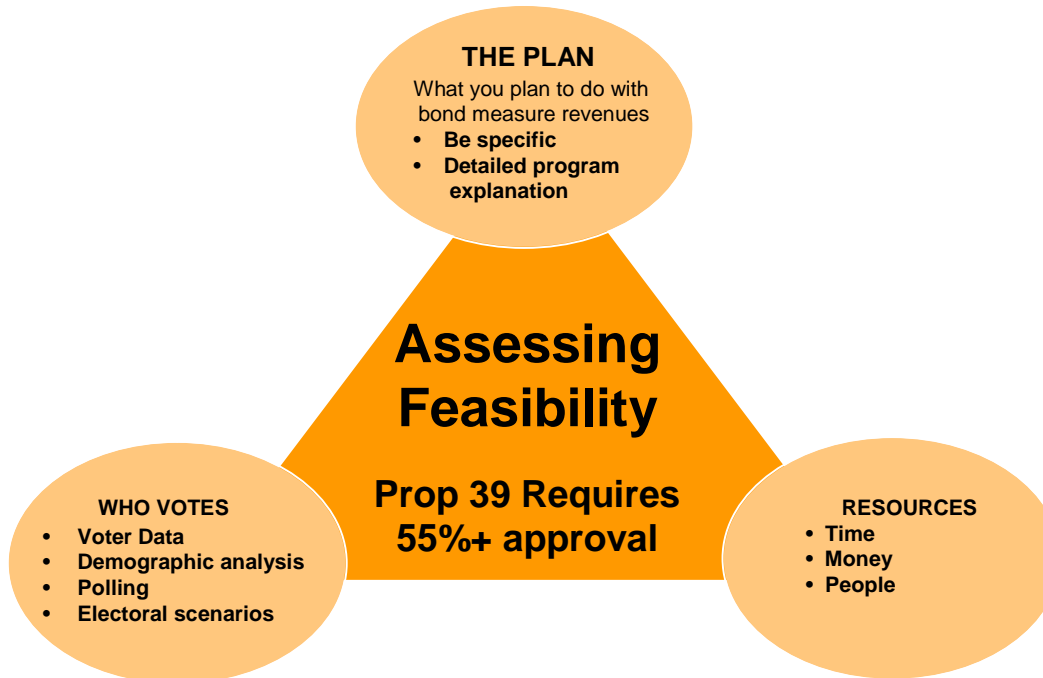 THE PLAN
What you plan to do with
bond measure revenues
• Be specific
• Detailed program
explanation
Assessing
Feasibility
Prop 39 Requires
55%+ approval
WHO VOTES
• Voter Data
• Demographic analysis
• Polling
• Electoral scenarios
RESOURCES
• Time
• Money
• People